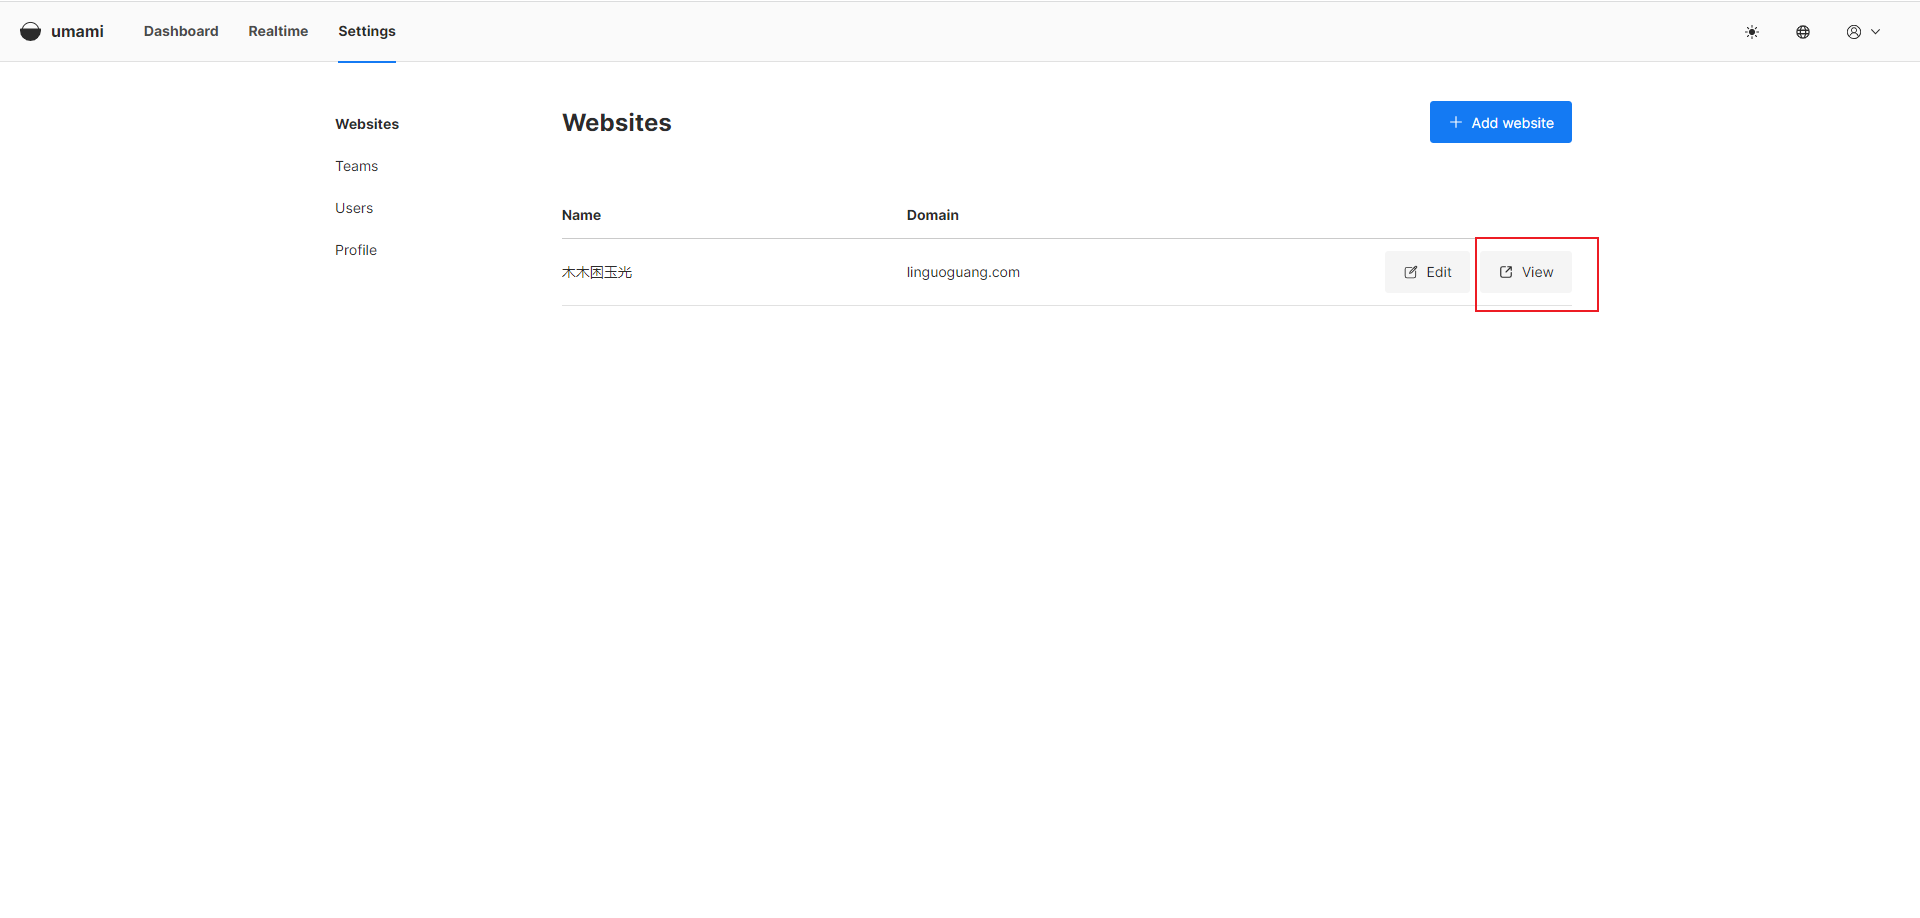 umami Dashboard Realtime Settings
Websites
Teams
Users
Profile
Websites
Add website
Name Domain
木木困玉光 linguoguang.com Edit View